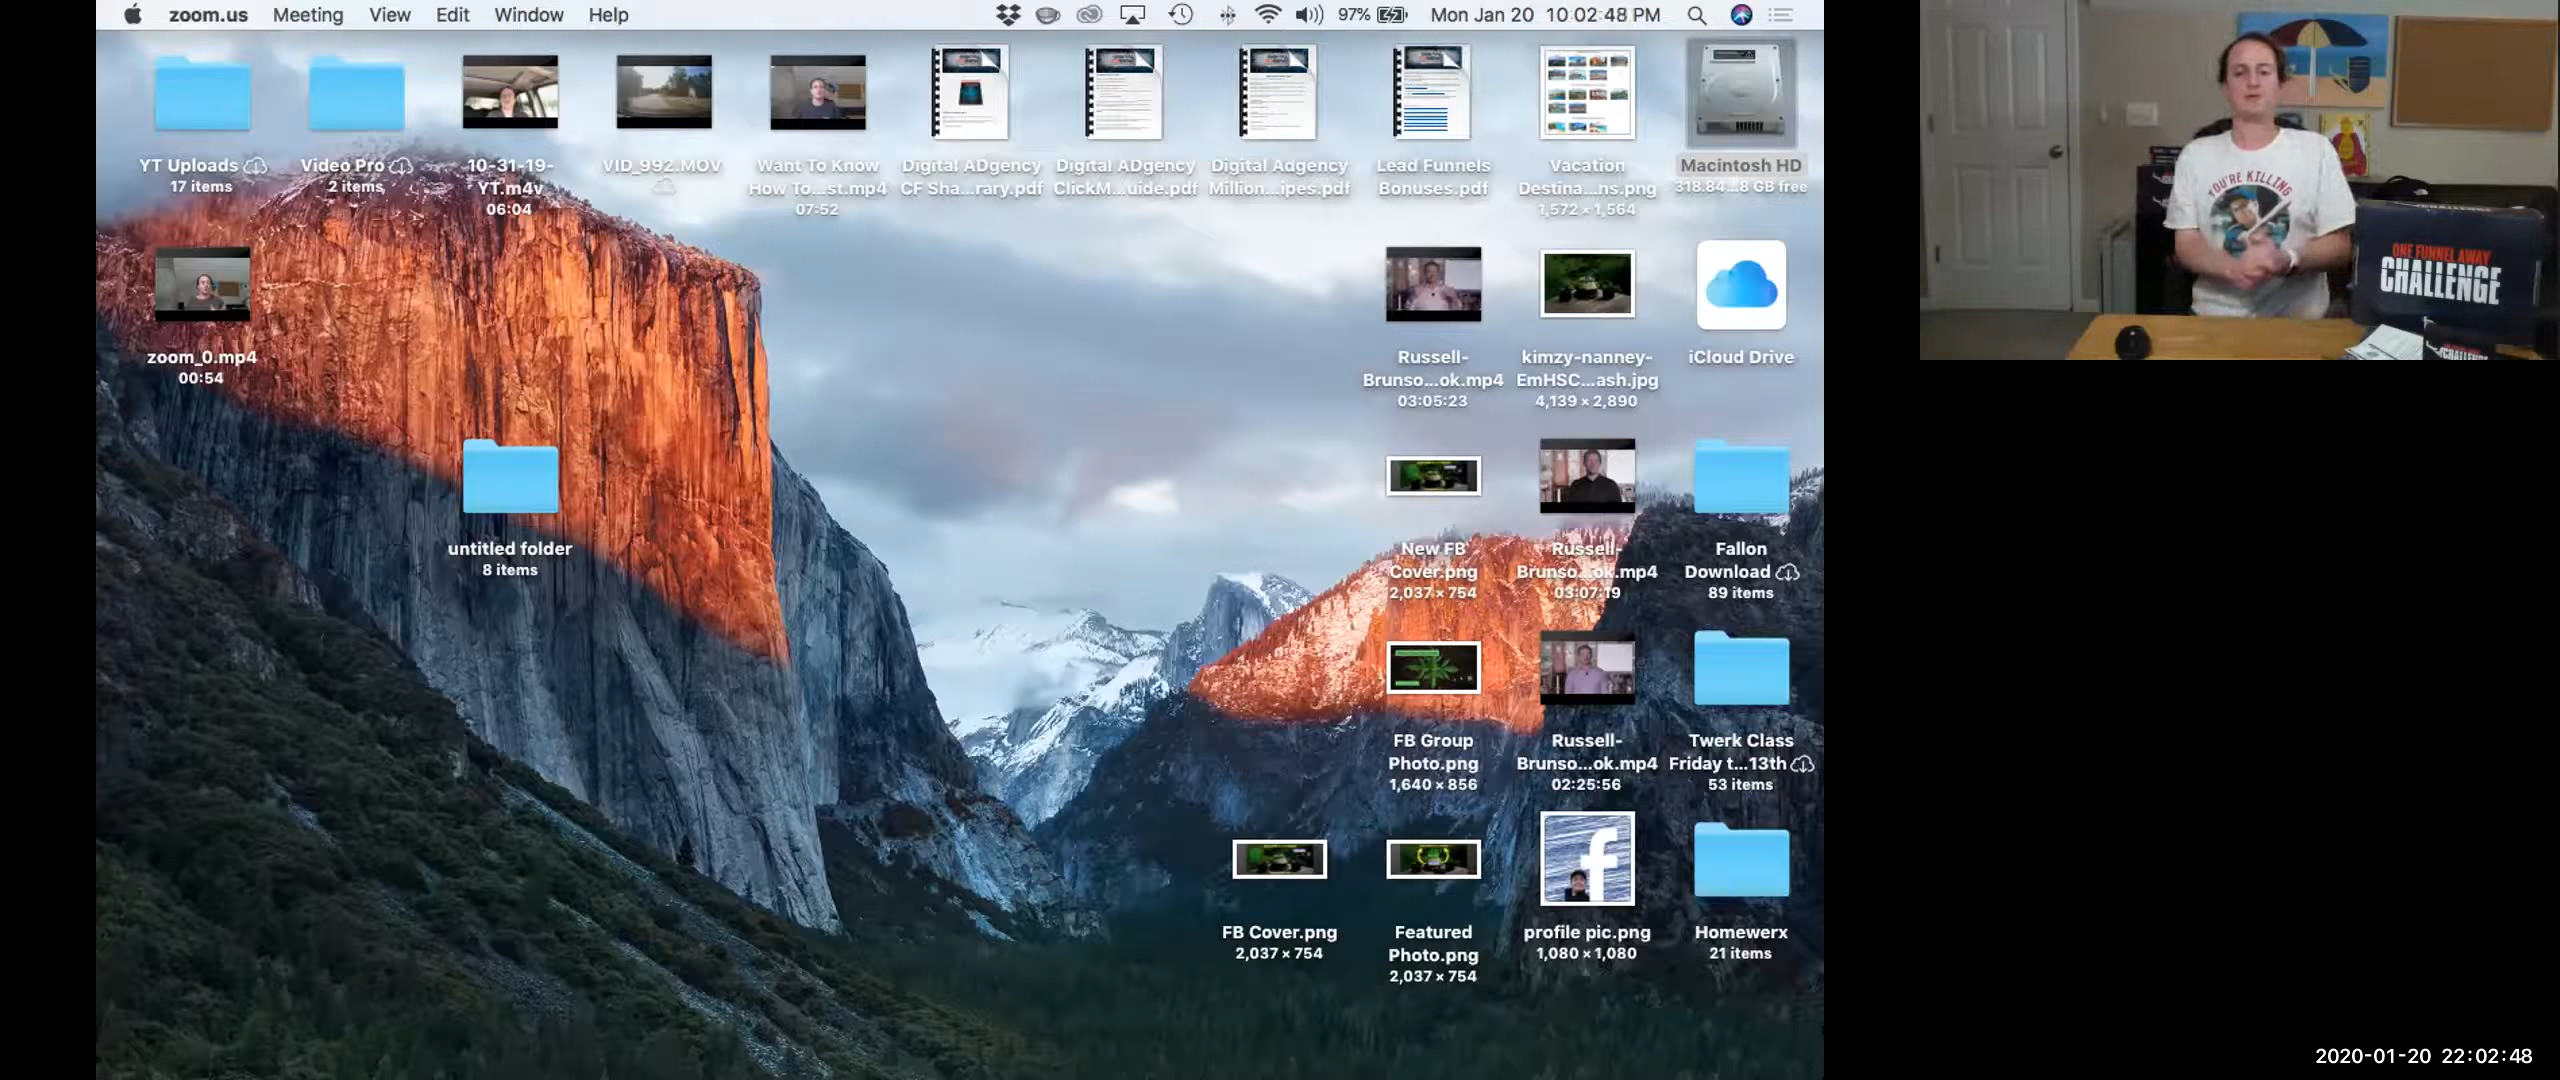 zoom.us Meeting View Edit Window Help 97% Mon Jan 20 10:02:48 PM
YT Uploads
17 items
Video Pro
2 items
10-31-19-
YT.m4v
06:04
VID_992.MOV
Want To Know
How To...st.mp4
07:52
Digital ADgency
CF Sha...rary.pdf
Digital ADgency
ClickM...uide.pdf
Digital Adgency
Million...ipes.pdf
Lead Funnels
Bonuses.pdf
Vacation
Destina...ns.png
1,572 × 1,564
Macintosh HD
318.84...8 GB free
zoom_0.mp4
00:54
Russell-
Brunso...ok.mp4
03:05:23
kimzy-nanney-
EmHSC...ash.jpg
4,139 × 2,890
iCloud Drive
untitled folder
8 items
New FB
Cover.png
2,037 × 754
Russell-
Brunso...ok.mp4
03:07:19
Fallon
Download
89 items
FB Group
Photo.png
1,640 × 856
Russell-
Brunso...ok.mp4
02:25:56
Twerk Class
Friday t...13th
53 items
FB Cover.png
2,037 × 754
Featured
Photo.png
2,037 × 754
profile pic.png
1,080 × 1,080
Homewerx
21 items
YOU'RE KILLING
ONE FUNNEL AWAY
CHALLENGE
CHALLENGE
2020-01-20 22:02:48